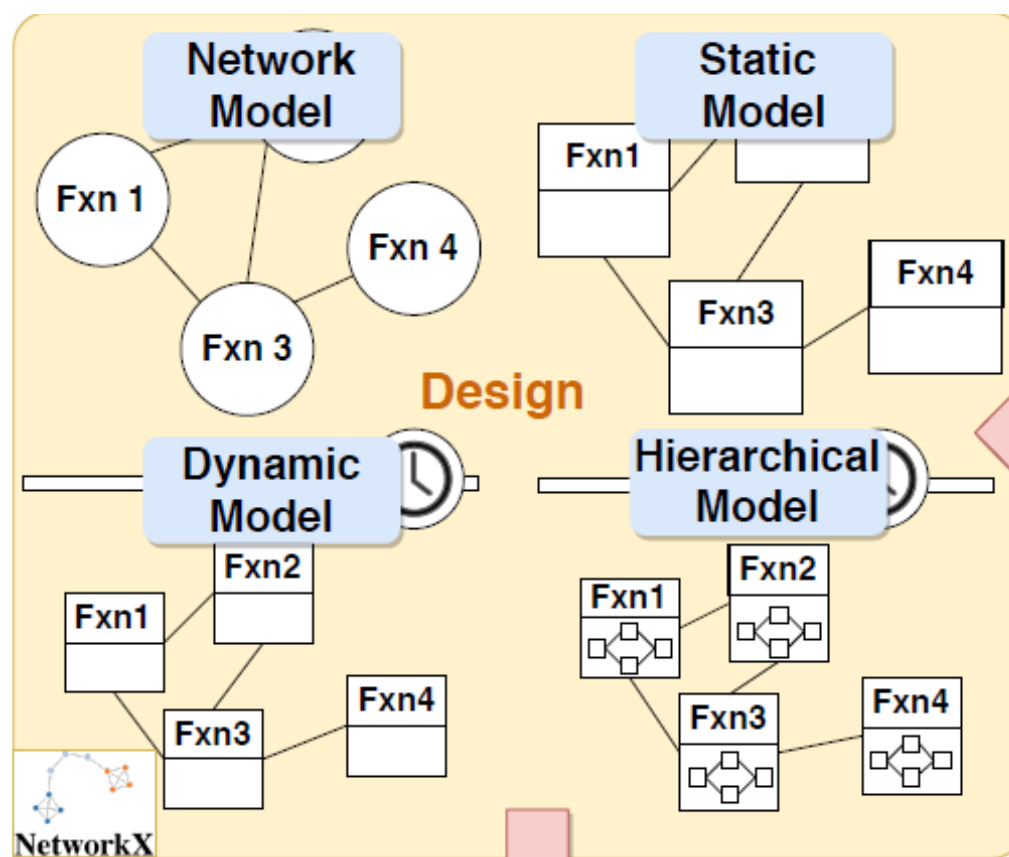 Network
Model
Fxn 1
Fxn 4
Fxn 3
Static
Model
Fxn1
Fxn4
Fxn3
Design
Dynamic
Model
Fxn2
Fxn1
Fxn4
Fxn3
Hierarchical
Model
Fxn2
Fxn1
Fxn4
Fxn3
NetworkX